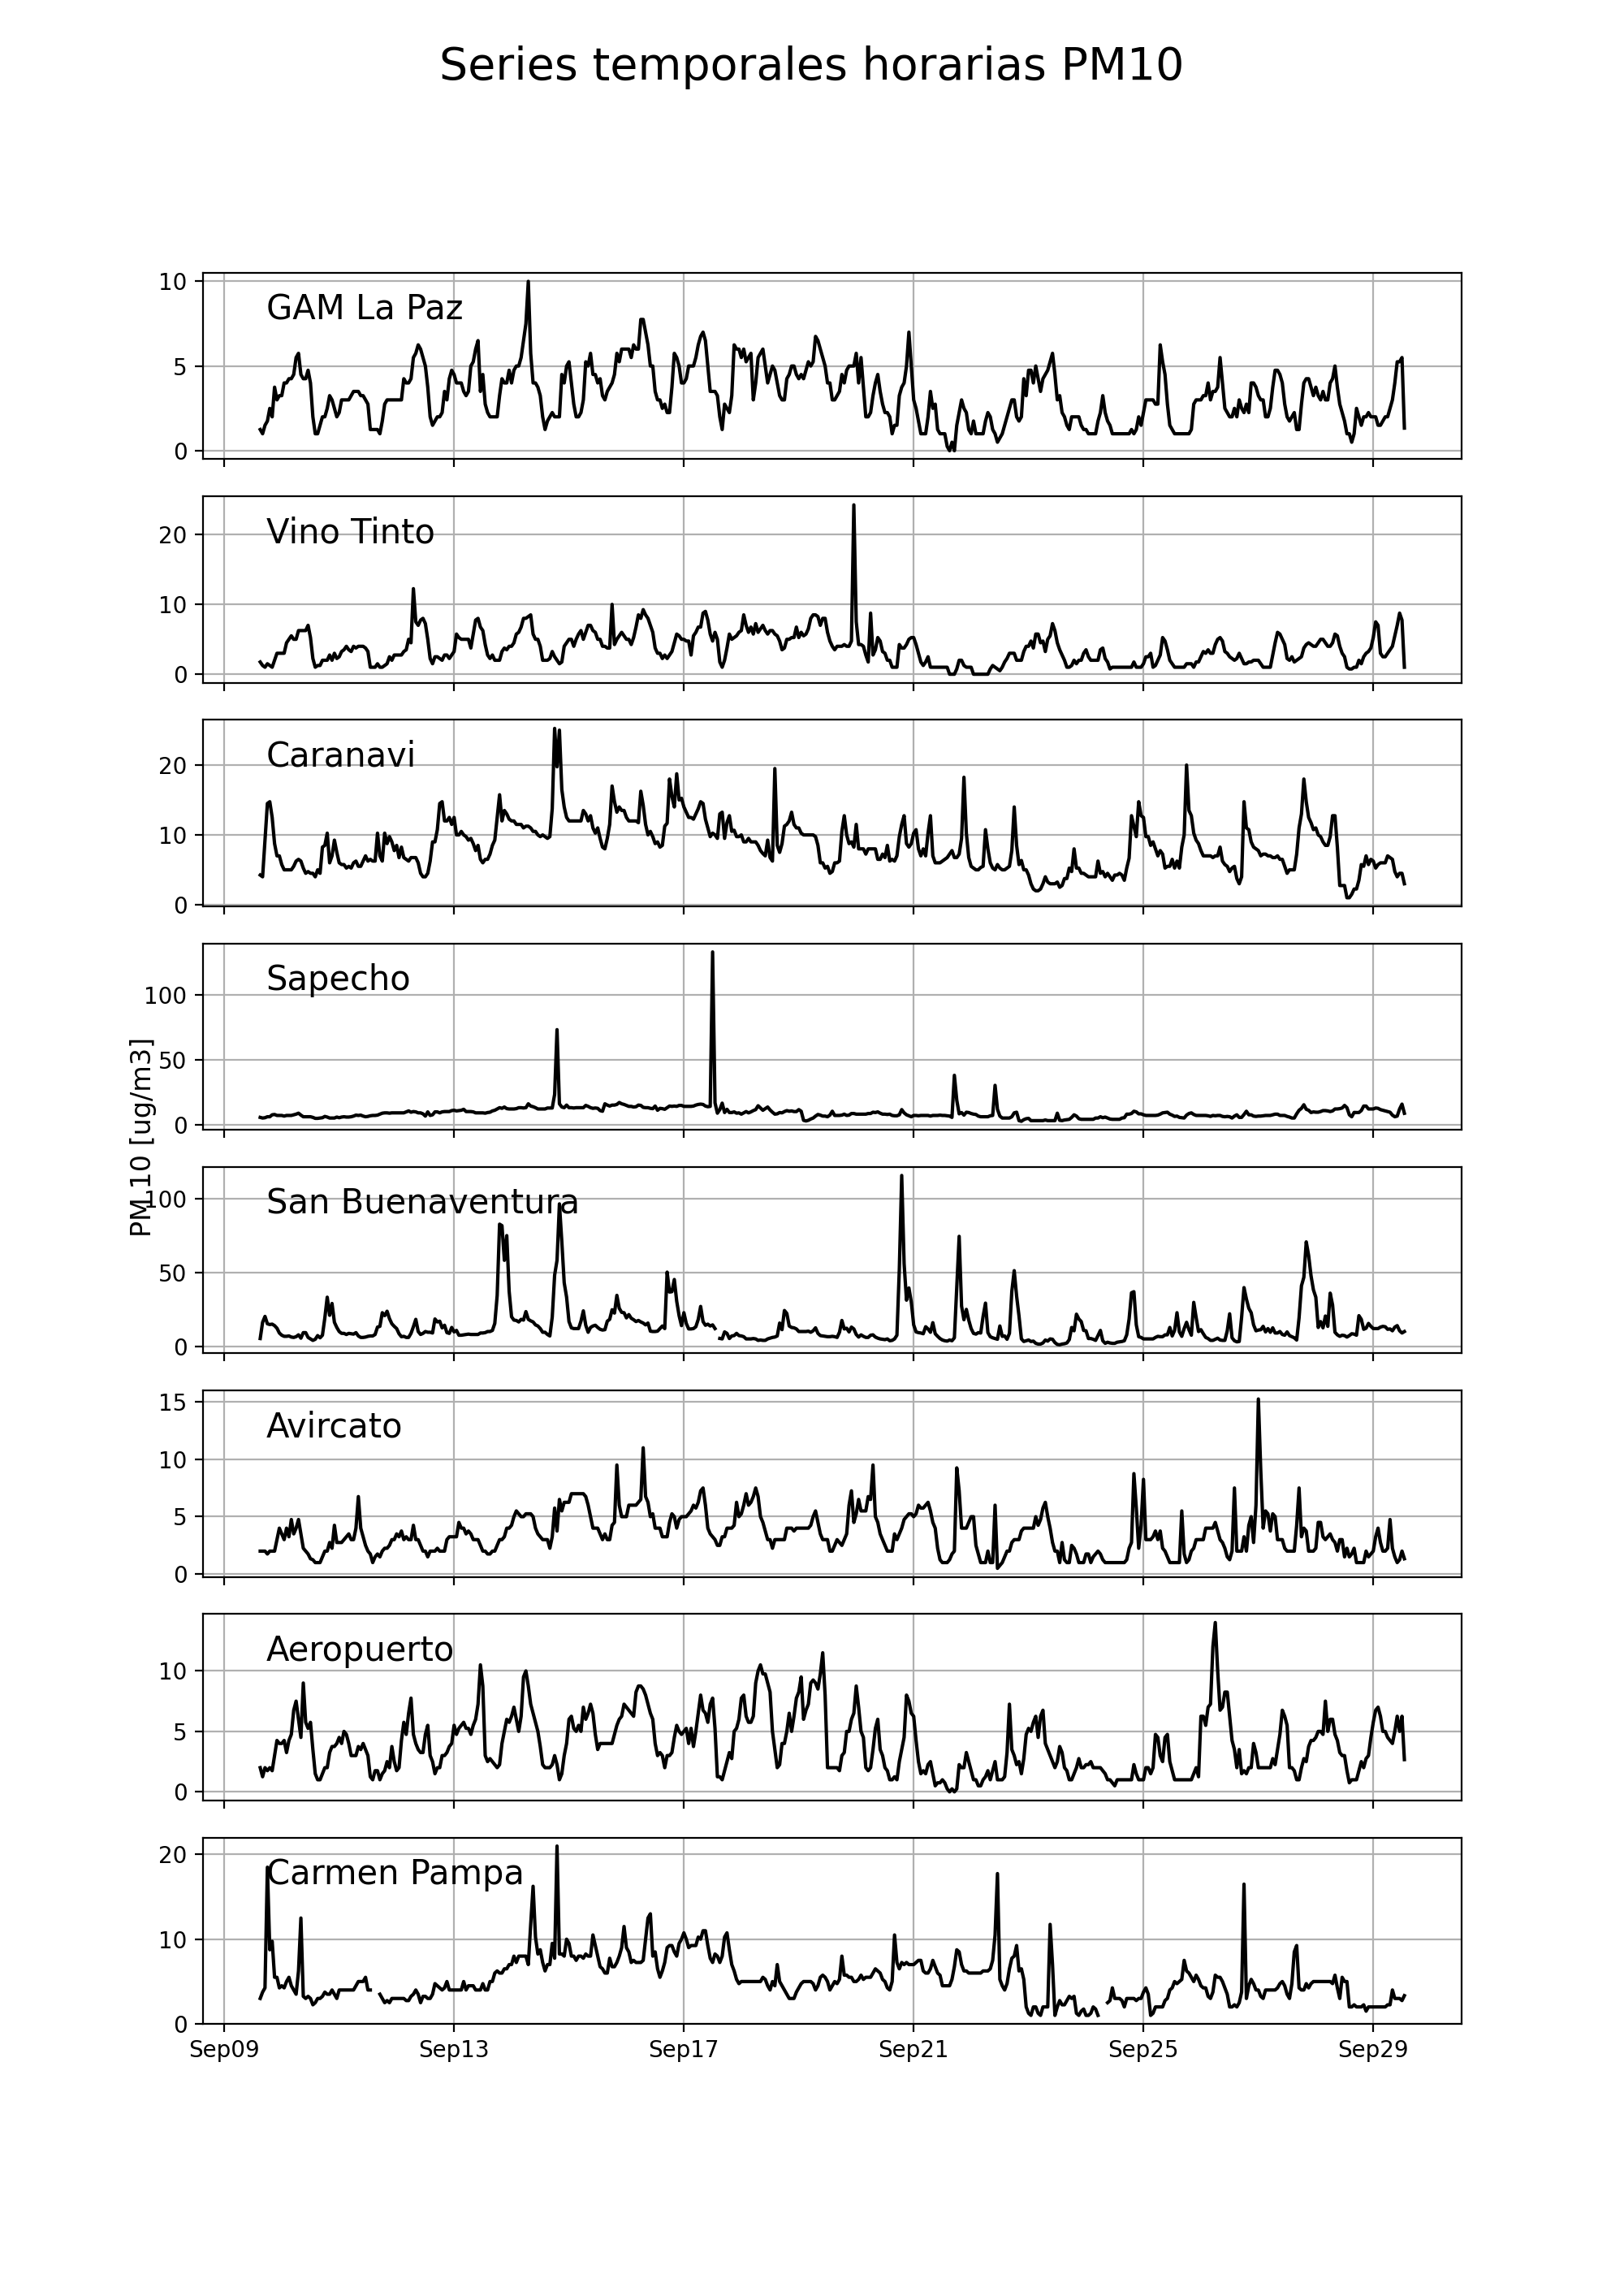 Series temporales horarias PM10
10
GAM La Paz
5
0
20
Vino Tinto
10
0
20
Caranavi
10
0
PM 10 [ug/m3]
Sapecho
100
50
0
100
San Buenaventura
50
0
15
Avircato
10
5
0
Aeropuerto
10
5
0
20
Carmen Pampa
10
0
Sep09 Sep13 Sep17 Sep21 Sep25 Sep29